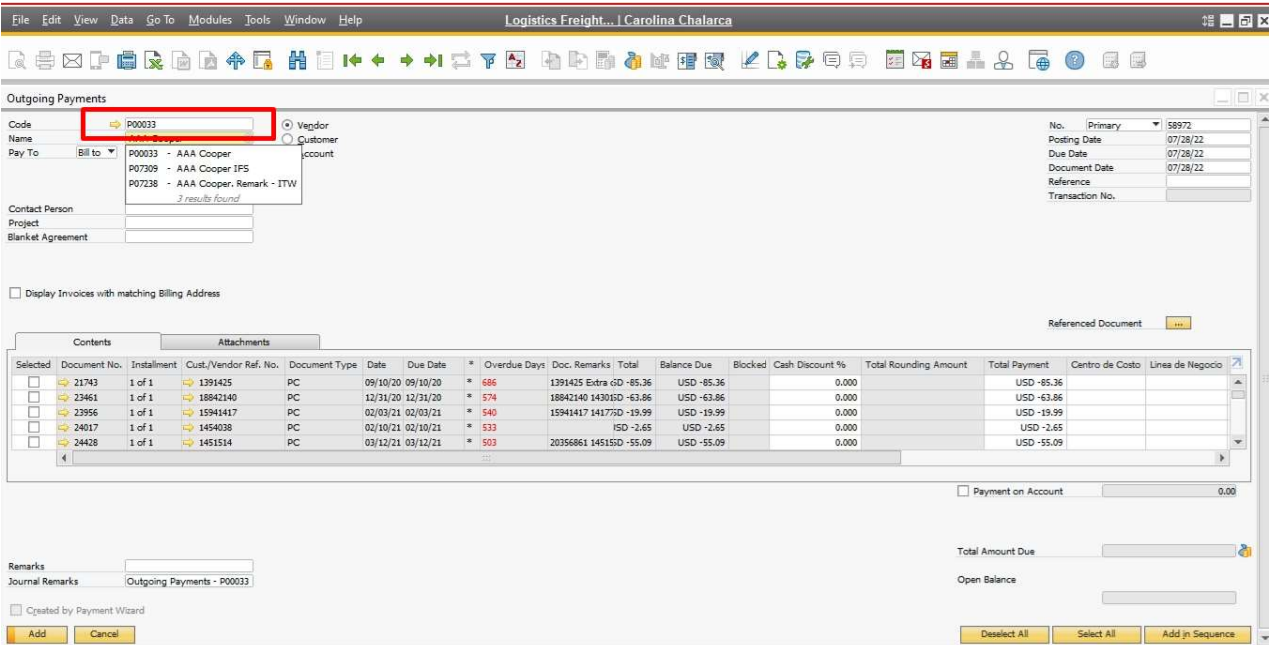 File Edit View Data Go To Modules Tools Window Help Logistics Freight... | Carolina Chalarca
Outgoing Payments
Code P00033 Vendor No. Primary 58972
Name AAA Cooper Customer Posting Date 07/28/22
Pay To Bill to P00033 - AAA Cooper ccount Due Date 07/28/22
P07309 - AAA Cooper IFS Document Date 07/28/22
P07238 - AAA Cooper. Remark - ITW Reference
3 results found Transaction No.
Contact Person
Project
Blanket Agreement
Display Invoices with matching Billing Address
Referenced Document ...
Contents Attachments
Selected Document No. Installment Cust./Vendor Ref. No. Document Type Date Due Date * Overdue Days Doc. Remarks Total Balance Due Blocked Cash Discount % Total Rounding Amount Total Payment Centro de Costo Linea de Negocio
21743 1 of 1 1391425 PC 09/10/20 09/10/20 * 686 1391425 Extra SD -85.36 USD -85.36 0.000 USD -85.36
23461 1 of 1 18842140 PC 12/31/20 12/31/20 * 574 18842140 14301SD -63.86 USD -63.86 0.000 USD -63.86
23956 1 of 1 15941417 PC 02/03/21 02/03/21 * 540 15941417 14177SD -19.99 USD -19.99 0.000 USD -19.99
24017 1 of 1 1454038 PC 02/10/21 02/10/21 * 533 ISD -2.65 USD -2.65 0.000 USD -2.65
24428 1 of 1 1451514 PC 03/12/21 03/12/21 * 503 20356861 14515SD -55.09 USD -55.09 0.000 USD -55.09
Payment on Account 0.00
Total Amount Due
Remarks
Journal Remarks Outgoing Payments - P00033 Open Balance
Created by Payment Wizard
Add Cancel Deselect All Select All Add in Sequence